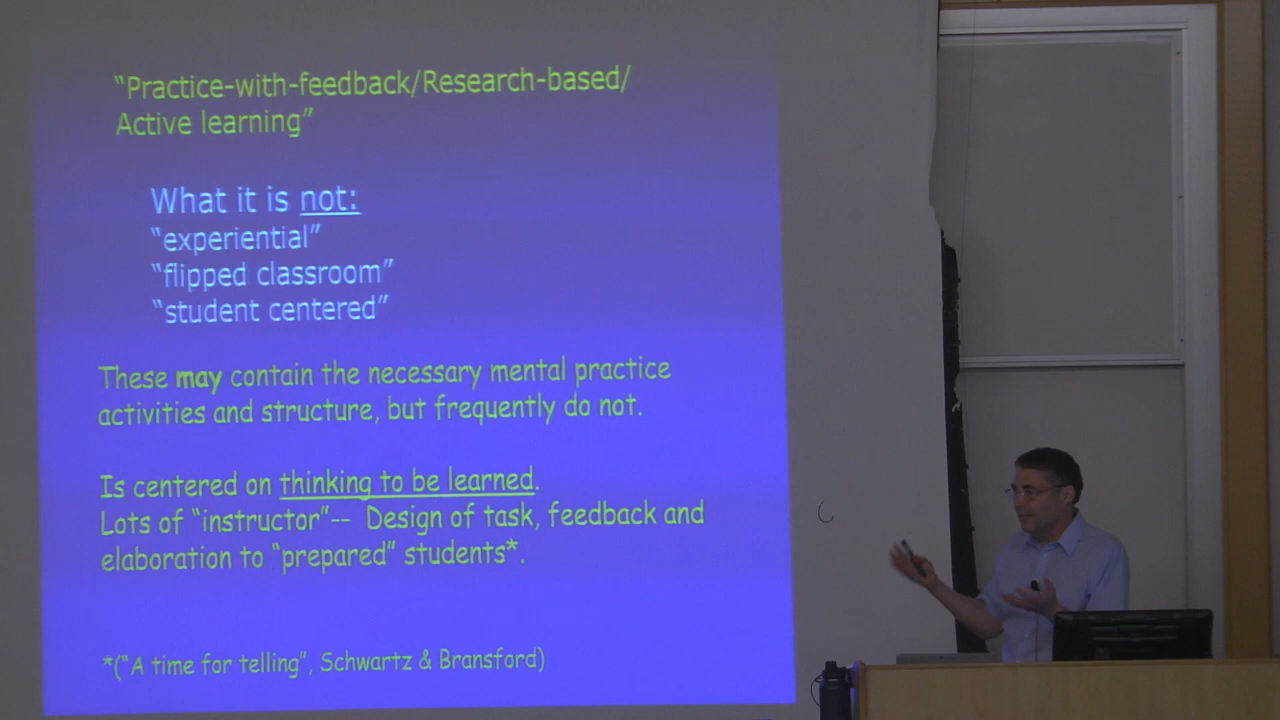 “Practice-with-feedback/Research-based/
Active learning”
What it is not:
“experiential”
“flipped classroom”
“student centered”
These may contain the necessary mental practice
activities and structure, but frequently do not.
Is centered on thinking to be learned.
Lots of “instructor”-- Design of task, feedback and
elaboration to “prepared” students*.
*(“A time for telling”, Schwartz & Bransford)